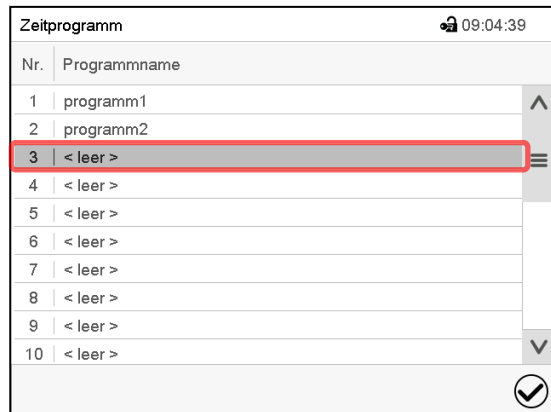 Zeitprogramm 09:04:39
Nr. Programmname
1 programm1
2 programm2
3 < leer >
4 < leer >
5 < leer >
6 < leer >
7 < leer >
8 < leer >
9 < leer >
10 < leer >